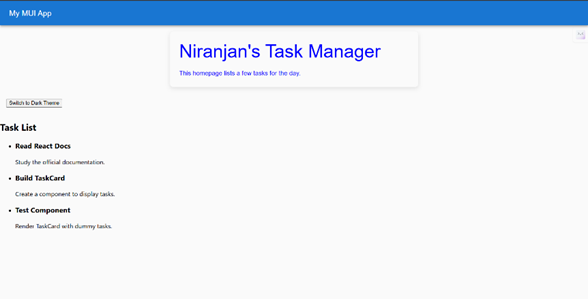 My MUI App
Niranjan's Task Manager
This homepage lists a few tasks for the day.
Switch to Dark Theme
Task List
Read React Docs
Study the official documentation.
Build TaskCard
Create a component to display tasks.
Test Component
Render TaskCard with dummy tasks.